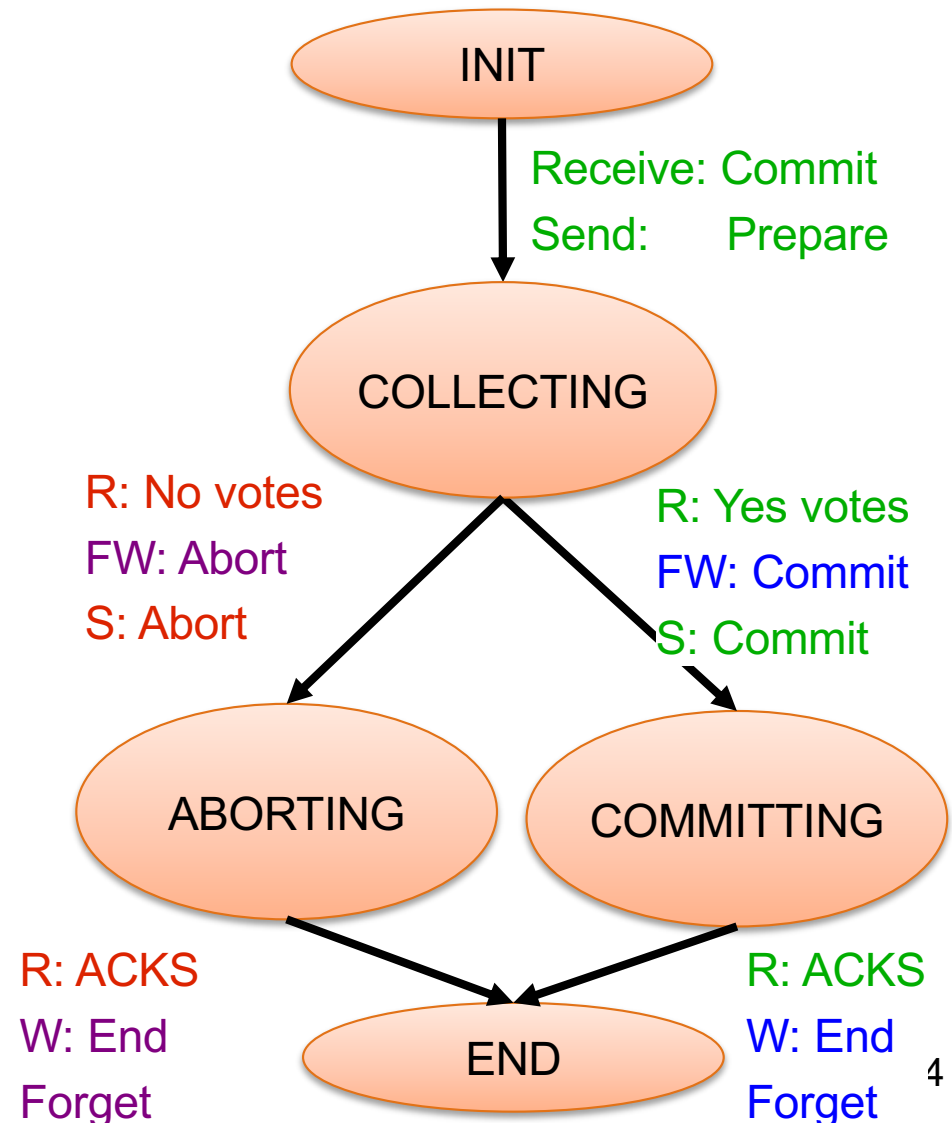 INIT
Receive: Commit
Send: Prepare
COLLECTING
R: No votes
FW: Abort
S: Abort
R: Yes votes
FW: Commit
S: Commit
ABORTING
COMMITTING
R: ACKS
W: End
Forget
END
R: ACKS
W: End
Forget
4